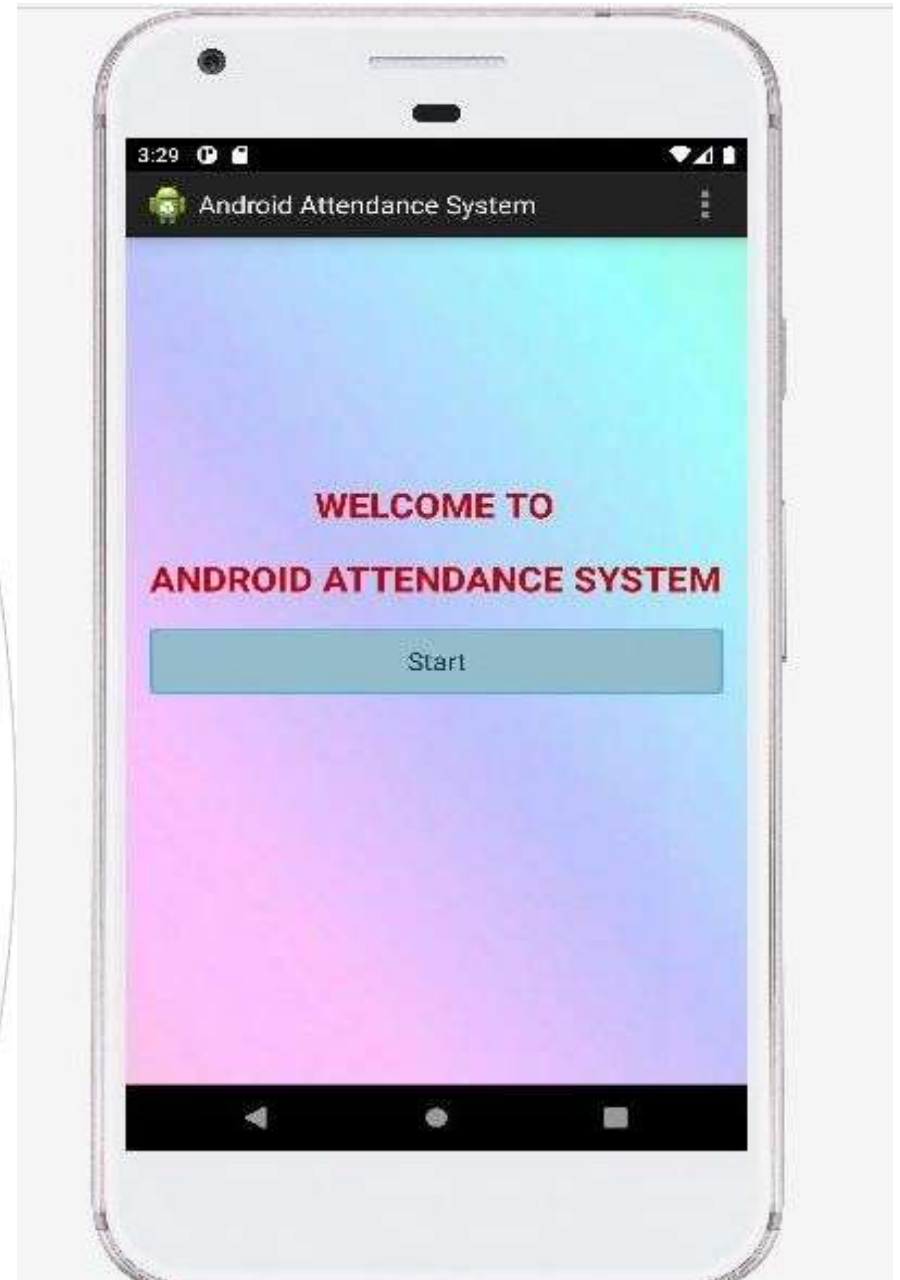 3:29
Android Attendance System
WELCOME TO
ANDROID ATTENDANCE SYSTEM
Start